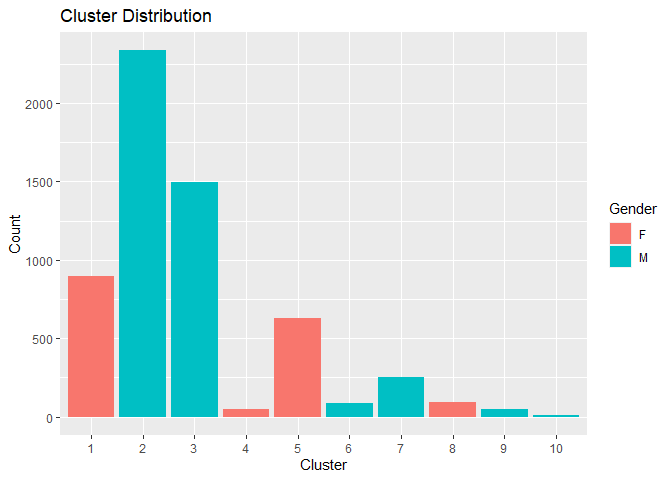 Cluster Distribution
2000
1500
1000
500
0
Count
1 2 3 4 5 6 7 8 9 10
Cluster
Gender
F
M